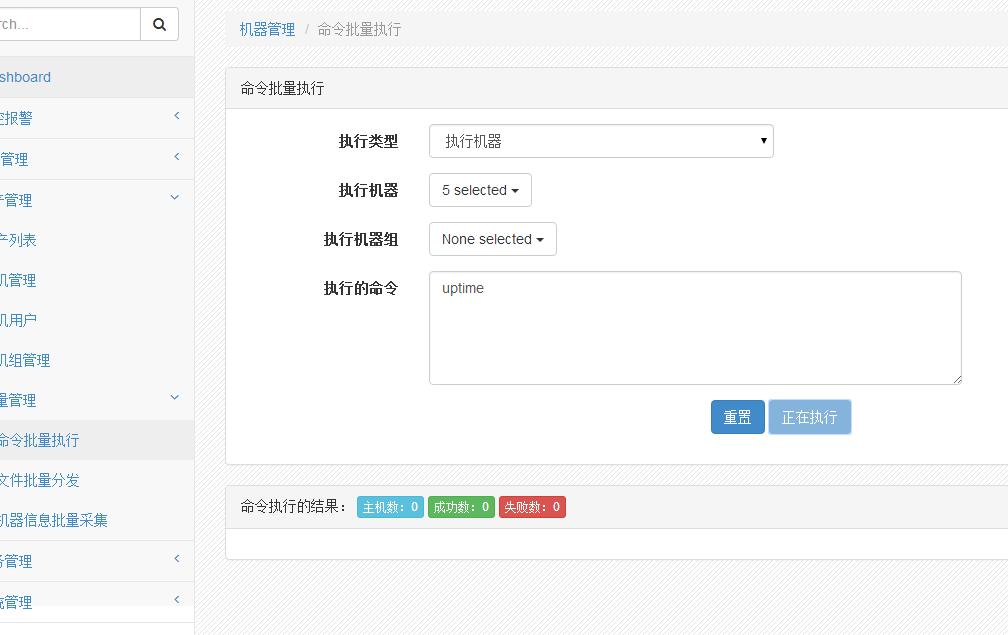 rch...
shboard
报警
管理
管理
列表
机管理
机用户
机组管理
量管理
命令批量执行
文件批量分发
机器信息批量采集
管理
管理
机器管理 / 命令批量执行
命令批量执行
执行类型 执行机器
执行机器 5 selected
执行机器组 None selected
执行的命令 uptime
重置 正在执行
命令执行的结果： 主机数：0 成功数：0 失败数：0